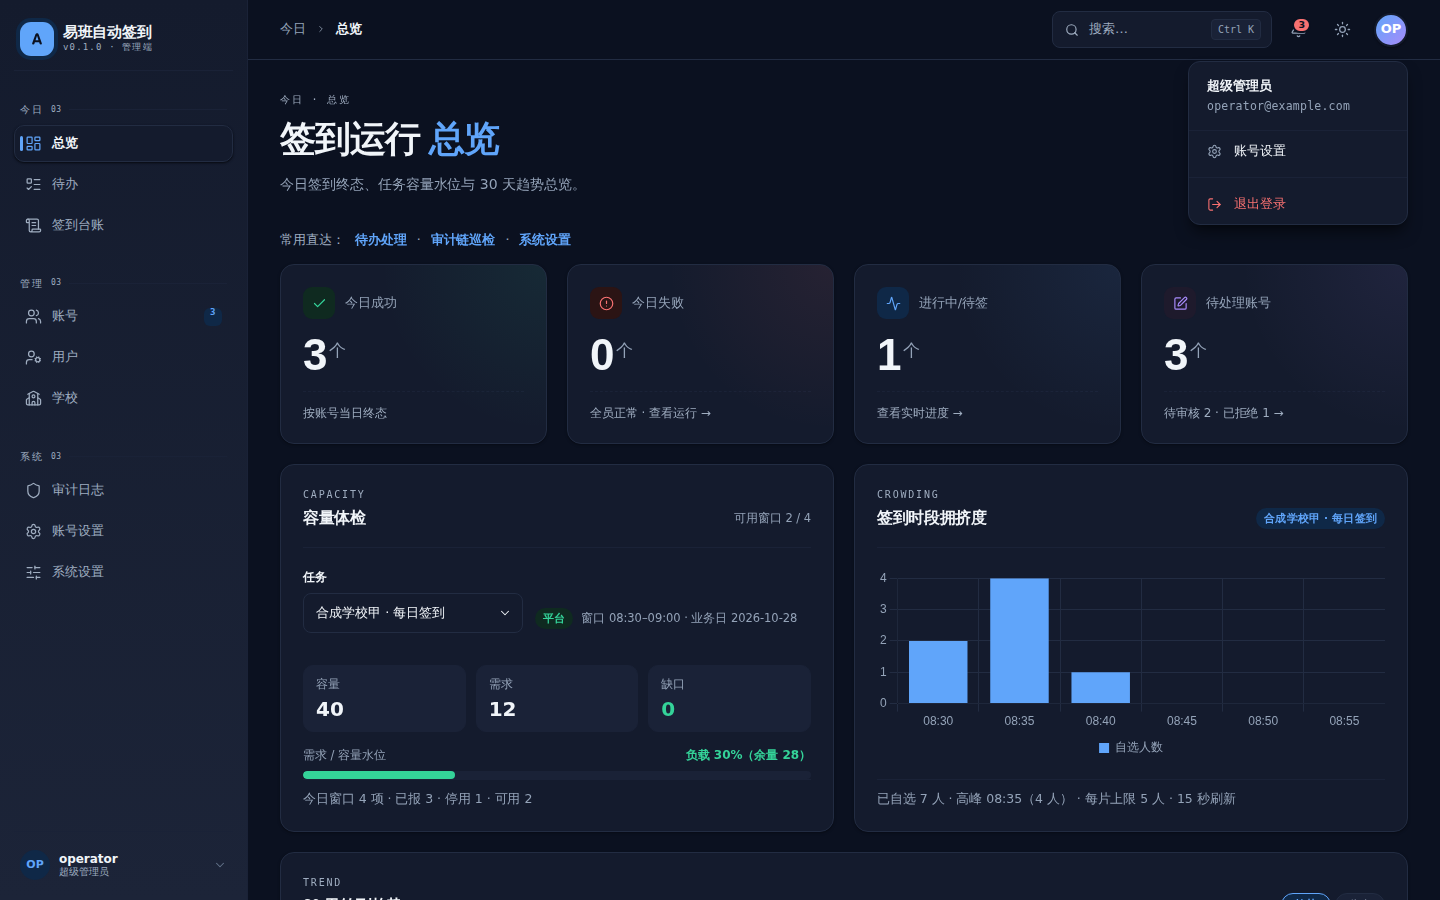 A
易班自动签到
v0.1.0 · 管理端
今日 03
总览
待办
签到台账
管理 03
账号 3
用户
学校
系统 03
审计日志
账号设置
系统设置
OP
operator
超级管理员
今日 › 总览
搜索... Ctrl K
3
OP
超级管理员
operator@example.com
账号设置
退出登录
今日 · 总览
签到运行 总览
今日签到终态、任务容量水位与 30 天趋势总览。
常用直达： 待办处理 · 审计链巡检 · 系统设置
今日成功
3 个
按账号当日终态
今日失败
0 个
全员正常 · 查看运行 →
进行中/待签
1 个
查看实时进度 →
待处理账号
3 个
待审核 2 · 已拒绝 1 →
CAPACITY
容量体检
可用窗口 2 / 4
任务
合成学校甲 · 每日签到
平台 窗口 08:30–09:00 · 业务日 2026-10-28
容量
40
需求
12
缺口
0
需求 / 容量水位
负载 30%（余量 28）
今日窗口 4 项 · 已报 3 · 停用 1 · 可用 2
CROWDING
签到时段拥挤度
合成学校甲 · 每日签到
4
3
2
1
0
08:30 08:35 08:40 08:45 08:50 08:55
自选人数
已自选 7 人 · 高峰 08:35（4 人） · 每片上限 5 人 · 15 秒刷新
TREND